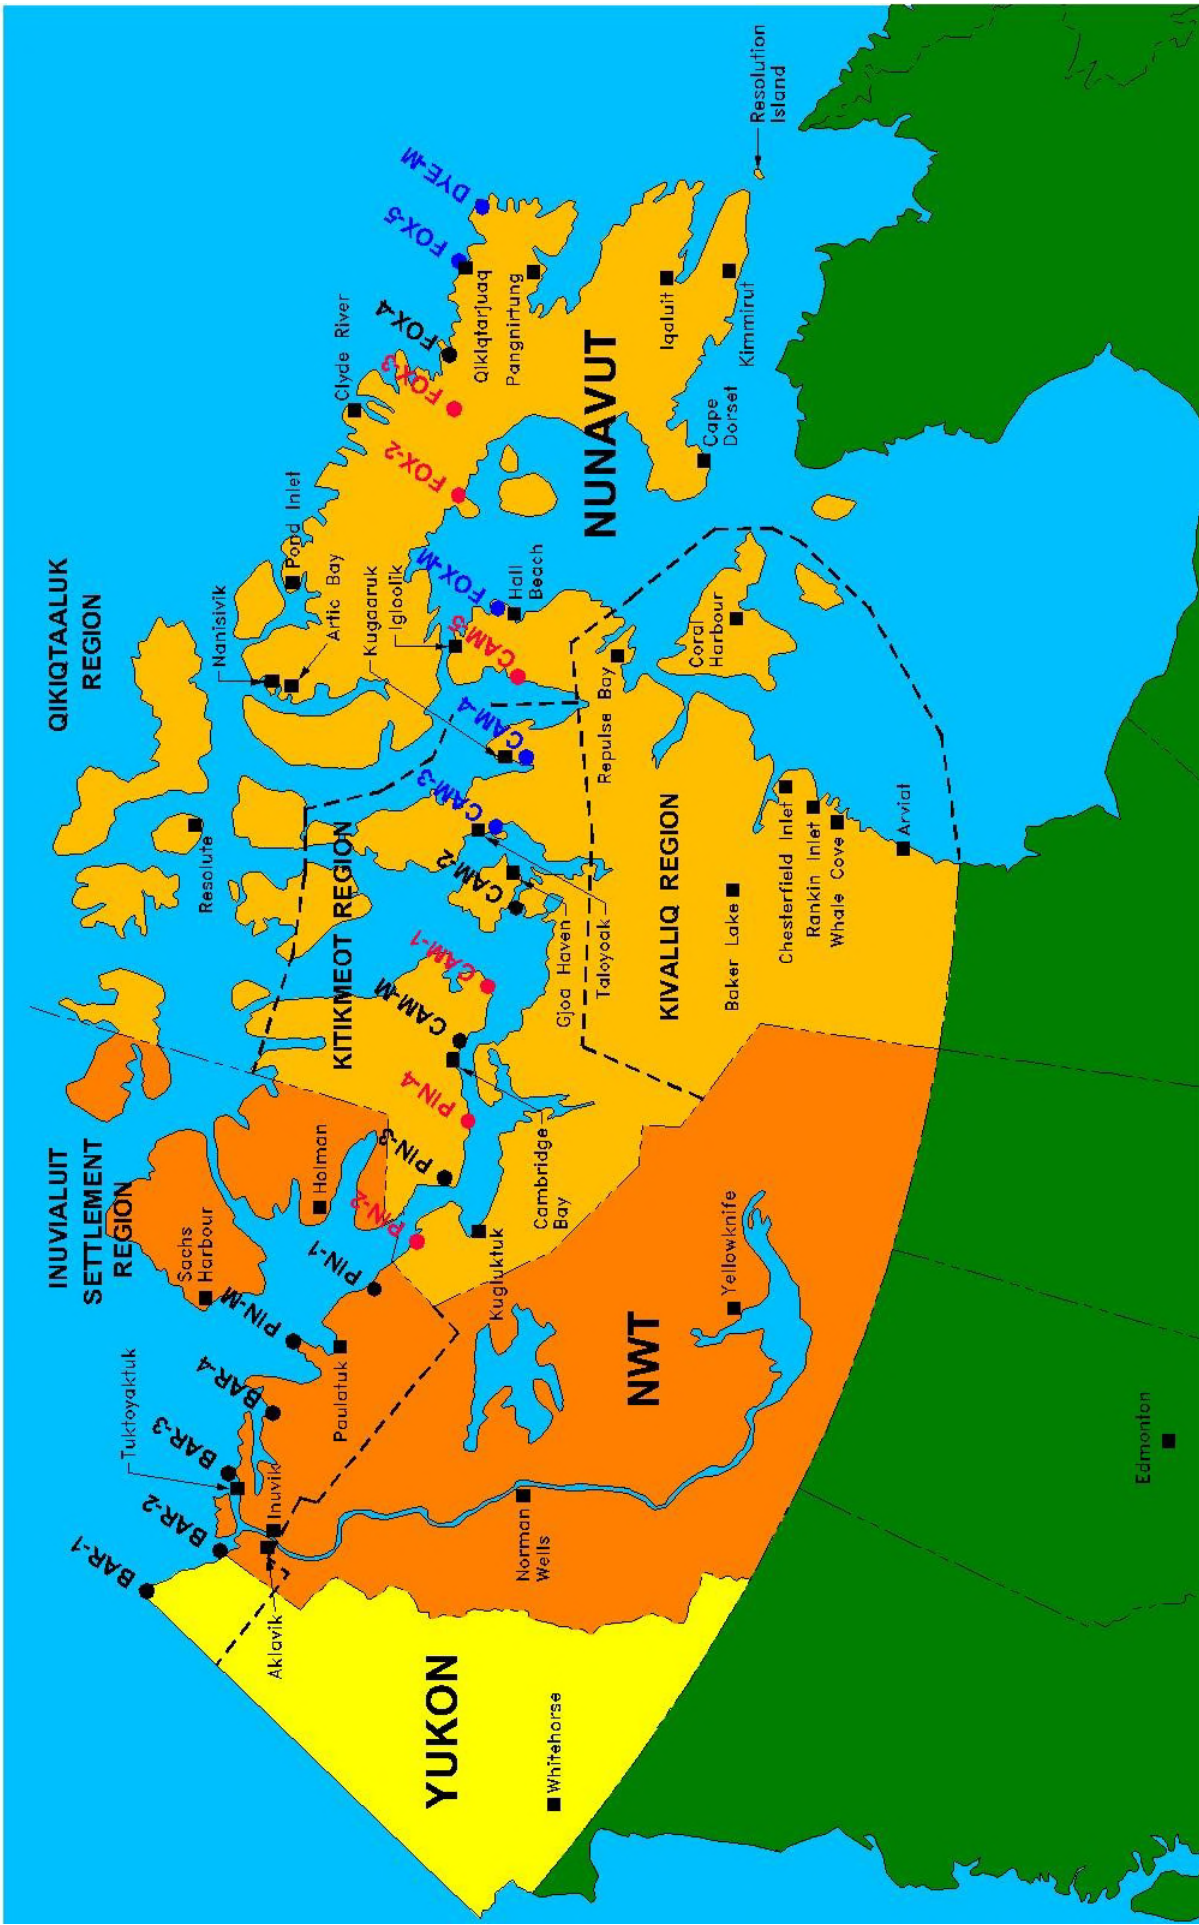 QIKIQTAALUK
REGION
INUVIALUIT
SETTLEMENT
REGION
KITIKMEOT REGION
KIVALLIQ REGION
YUKON
NWT
NUNAVUT
BAR-1
BAR-2
BAR-3
BAR-4
PIN-M
PIN-1
PIN-2
PIN-3
PIN-4
CAM-M
CAM-1
CAM-2
CAM-3
CAM-4
CAM-5
FOX-M
FOX-2
FOX-3
FOX-4
FOX-5
DYE-M
Tuktoyaktuk
Inuvik
Aklavik
Whitehorse
Norman
Wells
Paulatuk
Sachs
Harbour
Holman
Kugluktuk
Yellowknife
Edmonton
Cambridge
Bay
Gjoa Haven
Taloyoak
Resolute
Nanisivik
Artic Bay
Pond Inlet
Kugaaruk
Igloolik
Hall
Beach
Clyde River
Qikiqtarjuaq
Pangnirtung
Iqaluit
Kimmirut
Cape
Dorset
Resolution
Island
Repulse Bay
Coral
Harbour
Baker Lake
Chesterfield Inlet
Rankin Inlet
Whale Cove
Arviat